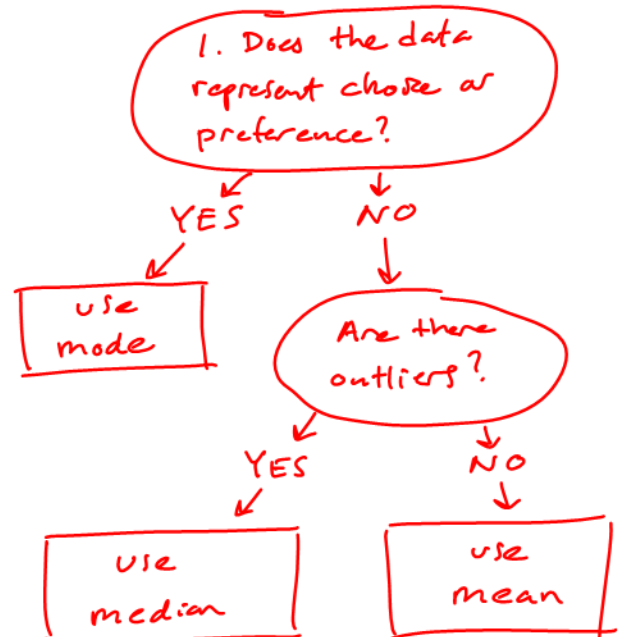 1. Does the data
represent choice or
preference?
YES
NO
use
mode
Are there
outliers?
YES
NO
use
median
use
mean